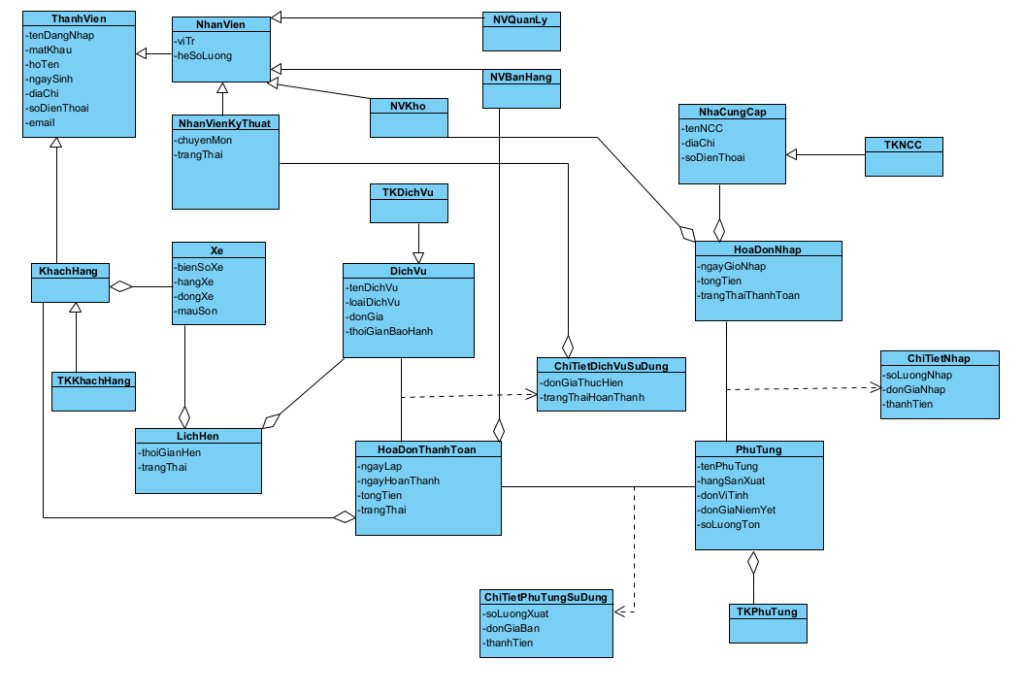 ThanhVien
-tenDangNhap
-matKhau
-hoTen
-ngaySinh
-diaChi
-soDienThoai
-email
NhanVien
-viTr
-heSoLuong
NVQuanLy
NVBanHang
NVKho
NhanVienKyThuat
-chuyenMon
-trangThai
NhaCungCap
-tenNCC
-diaChi
-soDienThoai
TKNCC
TKDichVu
KhachHang
Xe
-bienSoXe
-hangXe
-dongXe
-mauSon
DichVu
-tenDichVu
-loaiDichVu
-donGia
-thoiGianBaoHanh
HoaDonNhap
-ngayGioNhap
-tongTien
-trangThaiThanhToan
TKKhachHang
ChiTietDichVuSuDung
-donGiaThucHien
-trangThaiHoanThanh
ChiTietNhap
-soLuongNhap
-donGiaNhap
-thanhTien
LichHen
-thoiGianHen
-trangThai
HoaDonThanhToan
-ngayLap
-ngayHoanThanh
-tongTien
-trangThai
PhuTung
-tenPhuTung
-hangSanXuat
-donViTinh
-donGiaNiemYet
-soLuongTon
ChiTietPhuTungSuDung
-soLuongXuat
-donGiaBan
-thanhTien
TKPhuTung